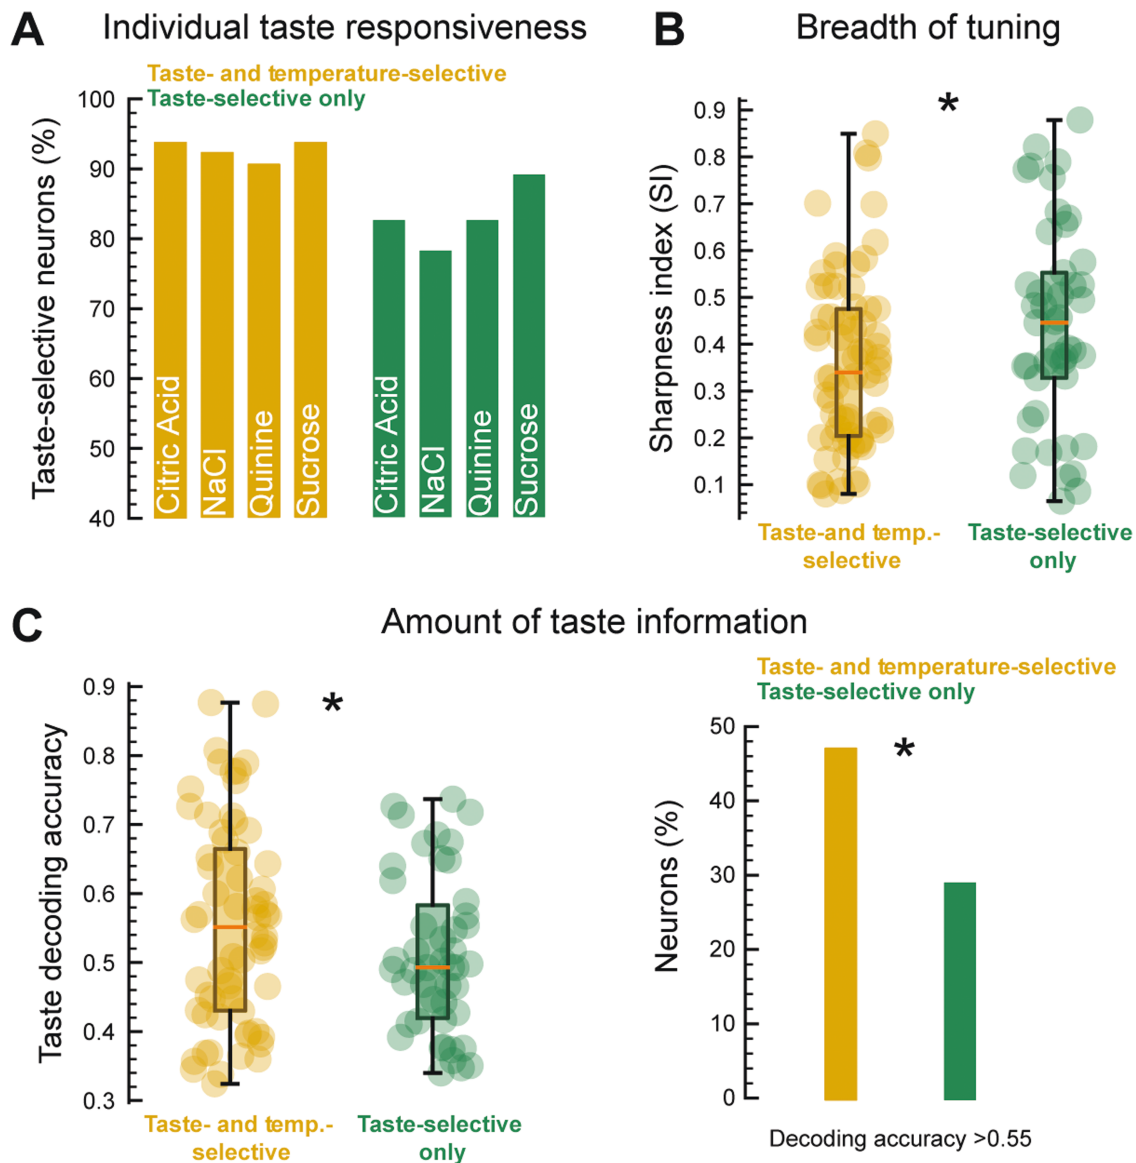 A
Individual taste responsiveness
Taste- and temperature-selective
Taste-selective only
Taste-selective neurons (%)
100
90
80
70
60
50
40
Citric Acid
NaCl
Quinine
Sucrose
Citric Acid
NaCl
Quinine
Sucrose
B
Breadth of tuning
*
Sharpness index (SI)
0.9
0.8
0.7
0.6
0.5
0.4
0.3
0.2
0.1
Taste-and temp.-
selective
Taste-selective
only
C
Amount of taste information
*
Taste decoding accuracy
0.9
0.8
0.7
0.6
0.5
0.4
0.3
Taste- and temp.-
selective
Taste-selective
only
Taste- and temperature-selective
Taste-selective only
*
Neurons (%)
50
40
30
20
10
0
Decoding accuracy >0.55